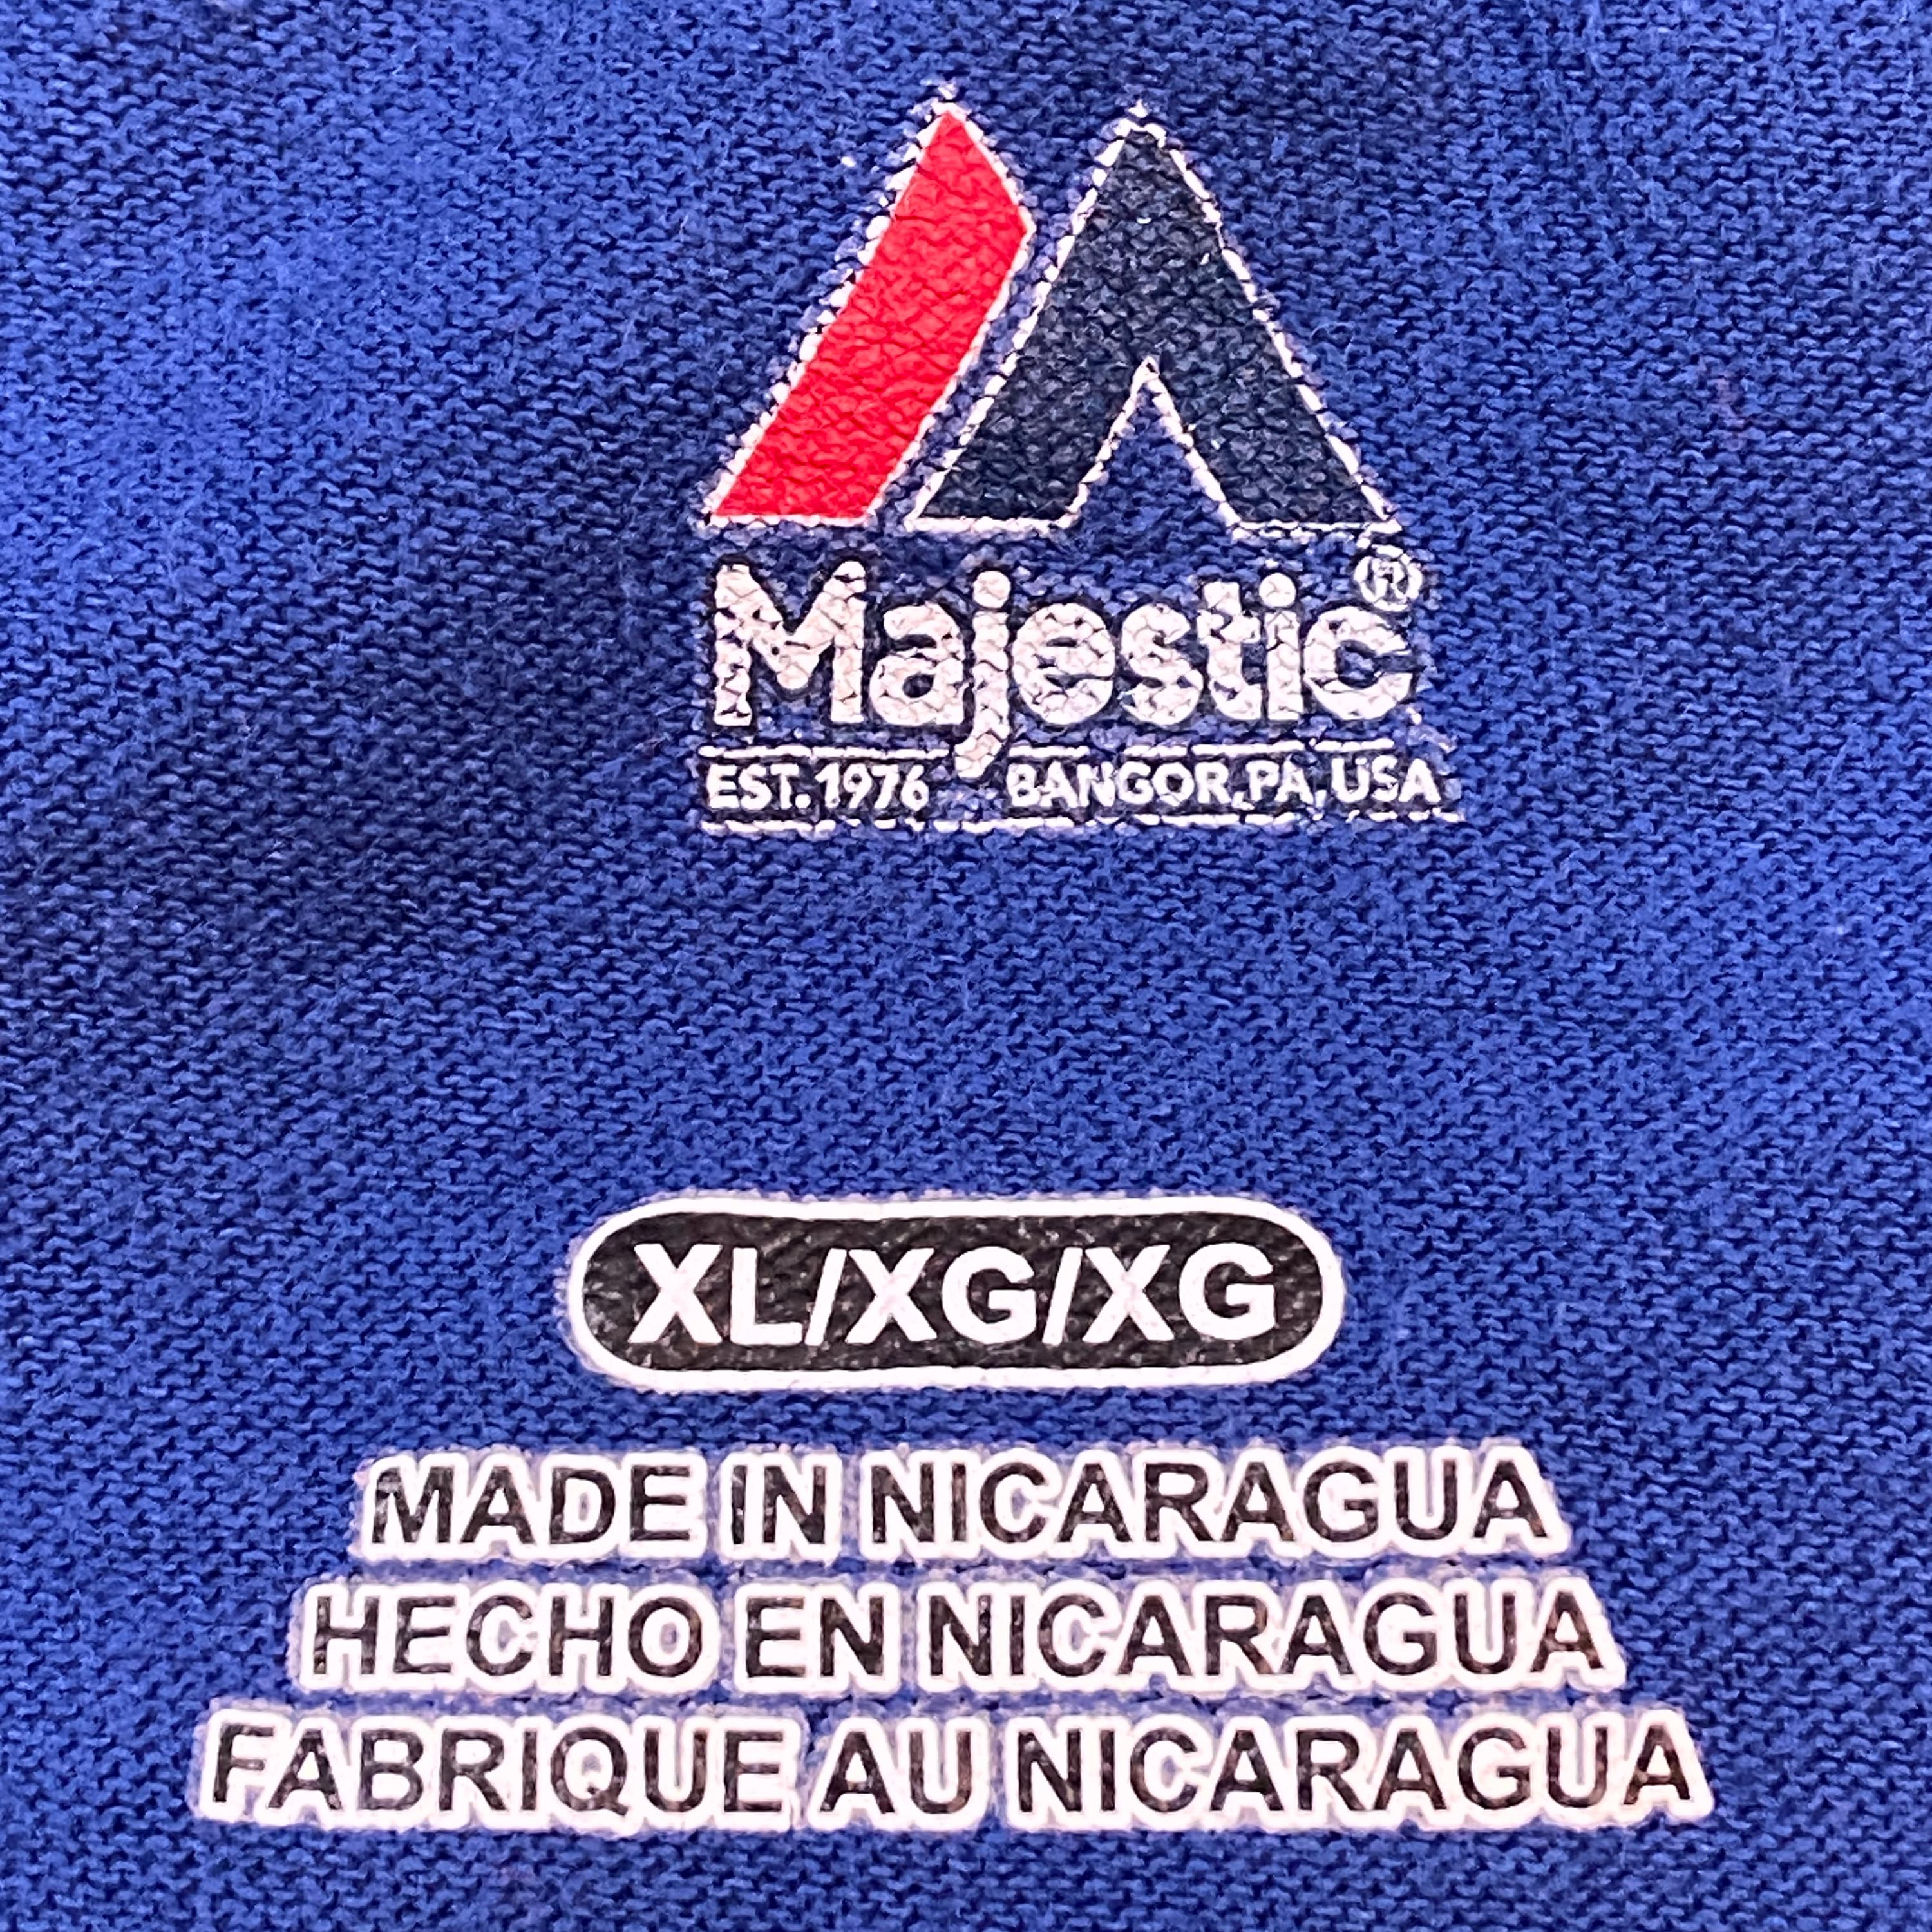 Majestic®
EST. 1976 BANGOR, PA, USA
XL/XG/XG
MADE IN NICARAGUA
HECHO EN NICARAGUA
FABRIQUE AU NICARAGUA